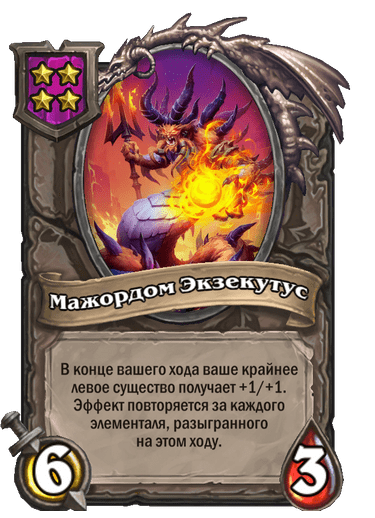 Мажордом Экзекутус
В конце вашего хода ваше крайнее
левое существо получает +1/+1.
Эффект повторяется за каждого
элементаля, разыгранного
на этом ходу.
6
3